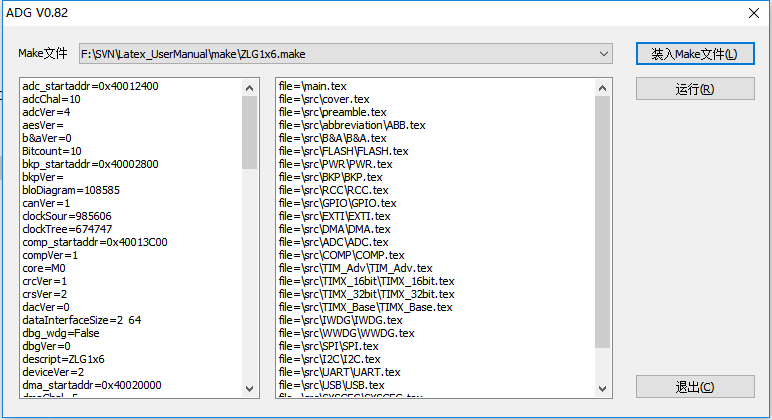 ADG V0.82
Make文件
F:\SVN\Latex_UserManual\make\ZLG1x6.make
装入Make文件(L)
运行(R)
adc_startaddr=0x40012400
adcChal=10
adcVer=4
aesVer=
b&aVer=0
Bitcount=10
bkp_startaddr=0x40002800
bkpVer=
bloDiagram=108585
canVer=1
clockSour=985606
clockTree=674747
comp_startaddr=0x40013C00
compVer=1
core=M0
crcVer=1
crsVer=2
dacVer=0
dataInterfaceSize=2 64
dbg_wdg=False
dbgVer=0
descript=ZLG1x6
deviceVer=2
dma_startaddr=0x40020000
file=\main.tex
file=\src\cover.tex
file=\src\preamble.tex
file=\src\abbreviation\ABB.tex
file=\src\B&A\B&A.tex
file=\src\FLASH\FLASH.tex
file=\src\PWR\PWR.tex
file=\src\BKP\BKP.tex
file=\src\RCC\RCC.tex
file=\src\GPIO\GPIO.tex
file=\src\EXTI\EXTI.tex
file=\src\DMA\DMA.tex
file=\src\ADC\ADC.tex
file=\src\COMP\COMP.tex
file=\src\TIM_Adv\TIM_Adv.tex
file=\src\TIMX_16bit\TIMX_16bit.tex
file=\src\TIMX_32bit\TIMX_32bit.tex
file=\src\TIMX_Base\TIMX_Base.tex
file=\src\IWDG\IWDG.tex
file=\src\WWDG\WWDG.tex
file=\src\SPI\SPI.tex
file=\src\I2C\I2C.tex
file=\src\UART\UART.tex
file=\src\USB\USB.tex
退出(C)